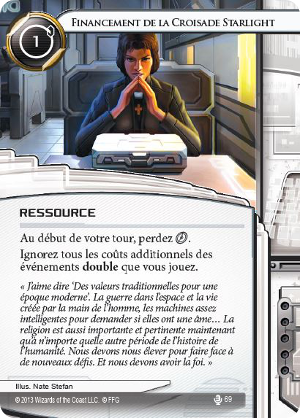 Financement de la Croisade Starlight
1
RESSOURCE
Au début de votre tour, perdez.
Ignorez tous les coûts additionnels des
événements double que vous jouez.
« J'aime dire 'Des valeurs traditionnelles pour une
époque moderne'. La guerre dans l'espace et la vie
créée par la main de l'homme, les machines assez
intelligentes pour demander si elles ont une âme… La
religion est aussi importante et pertinente maintenant
qu'à n'importe quelle autre période de l'histoire de
l'humanité. Nous devons nous élever pour faire face à
de nouveaux défis. Et nous devons avoir la foi. »
Illus. Nate Stefan
© 2013 Wizards of the Coast LLC. © FFG
69